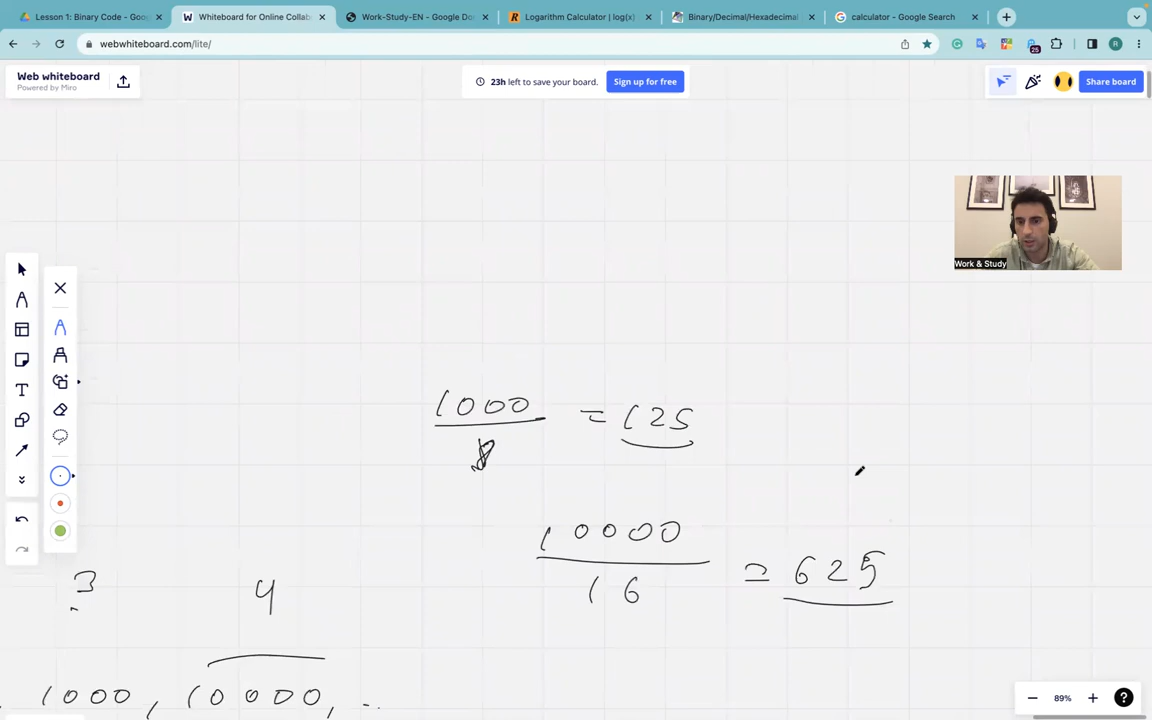 Lesson 1: Binary Code - Goog
Whiteboard for Online Collab
Work-Study-EN - Google Do
Logarithm Calculator | log(x)
Binary/Decimal/Hexadecimal
calculator - Google Search
webwhiteboard.com/lite/
25
R
Web whiteboard
Powered by Miro
23h left to save your board.
Sign up for free
Share board
Work & Study
T
1000
= 125
8
10000
= 625
16
3
4
1000, 10000, ...
89%